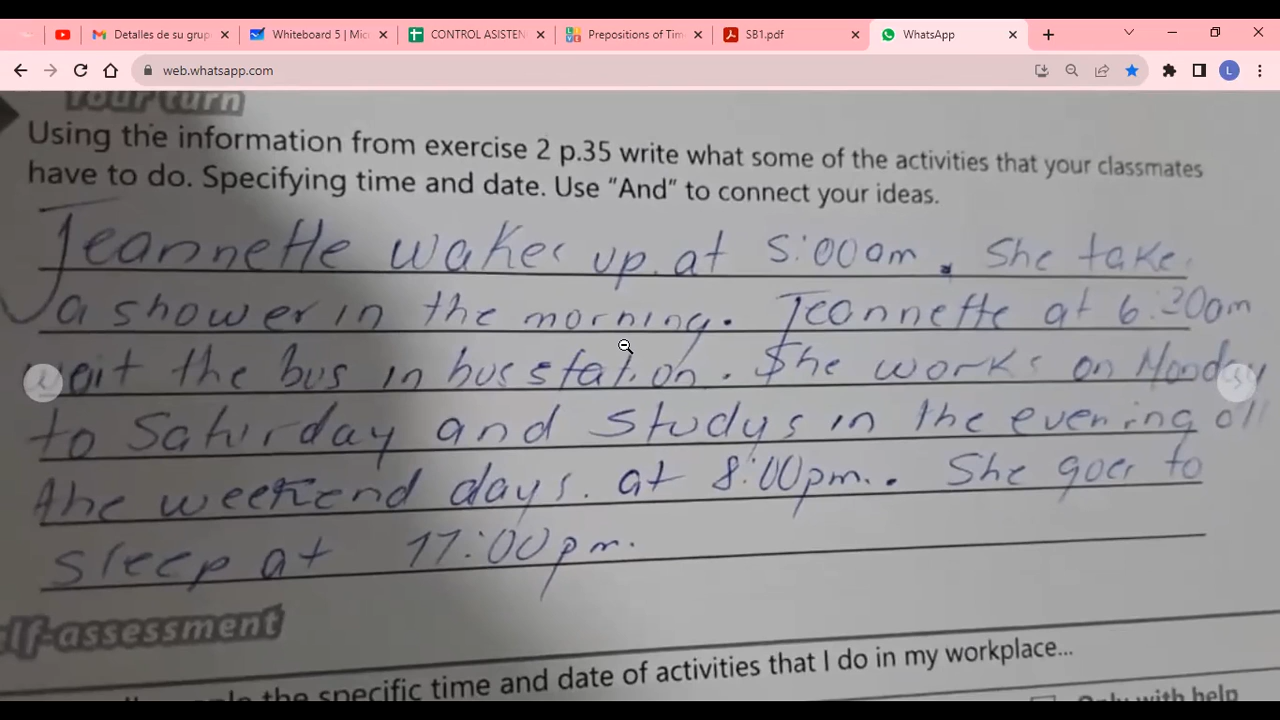 Detalles de su grup
Whiteboard 5 | Mic
CONTROL ASISTEN
Prepositions of Tim
SB1.pdf
WhatsApp
web.whatsapp.com
L
Your turn
Using the information from exercise 2 p.35 write what some of the activities that your classmates
have to do. Specifying time and date. Use "And" to connect your ideas.
Jeannette wakes up at 5:00am. She take
a shower in the morning. Jeannette at 6:20am
wait the bus in bus station. She works on Monday
to Saturday and studys in the evening all
the weekend days. at 8:00pm. She goes to
sleep at 11:00pm.
lf-assessment
the specific time and date of activities that I do in my workplace...
Only with help